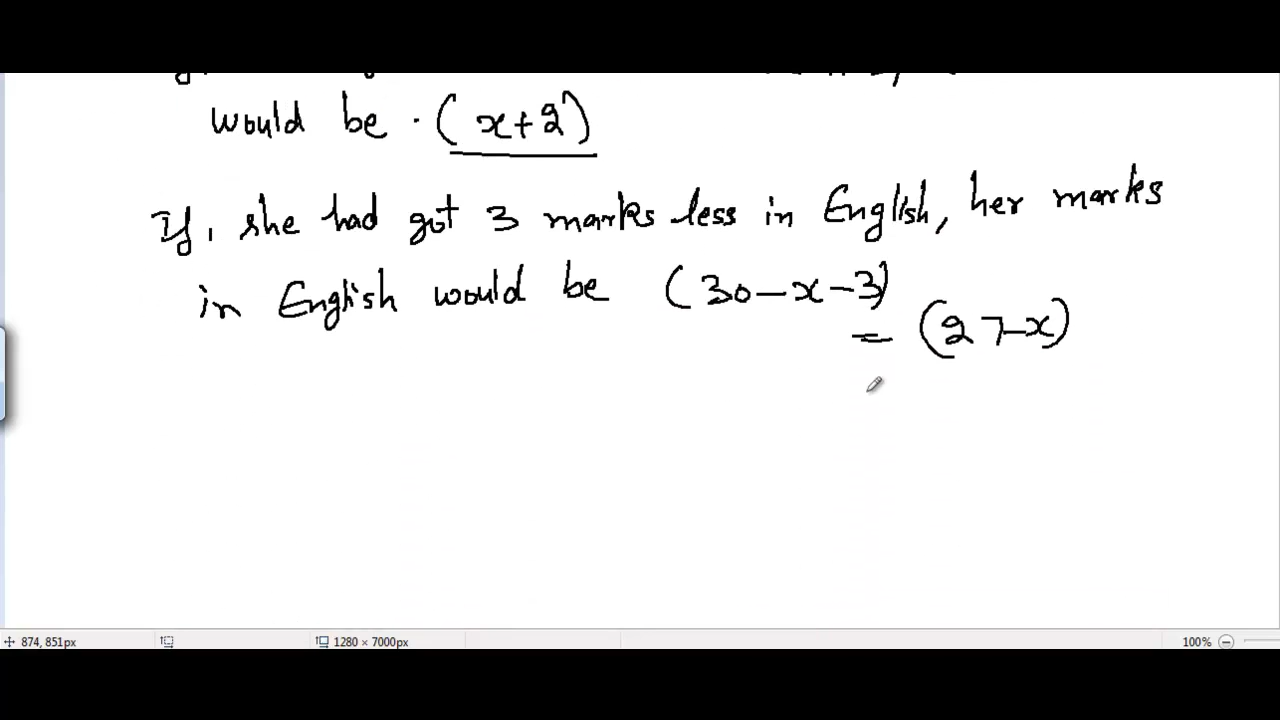 would be . (x+2)
If, she had got 3 marks less in English, her marks
in English would be (30-x-3)
= (27-x)
874, 851px 1280 × 7000px 100%